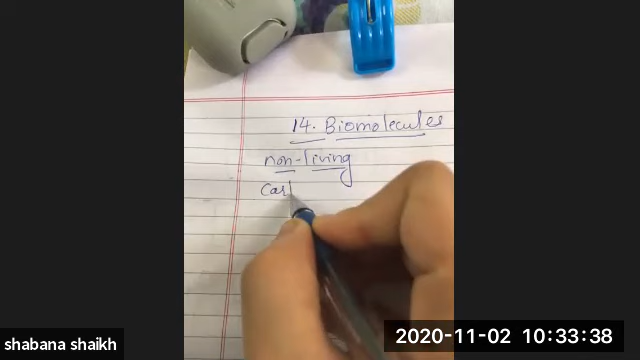 14. Biomolecules
non-living
Car
shabana shaikh
2020-11-02 10:33:38